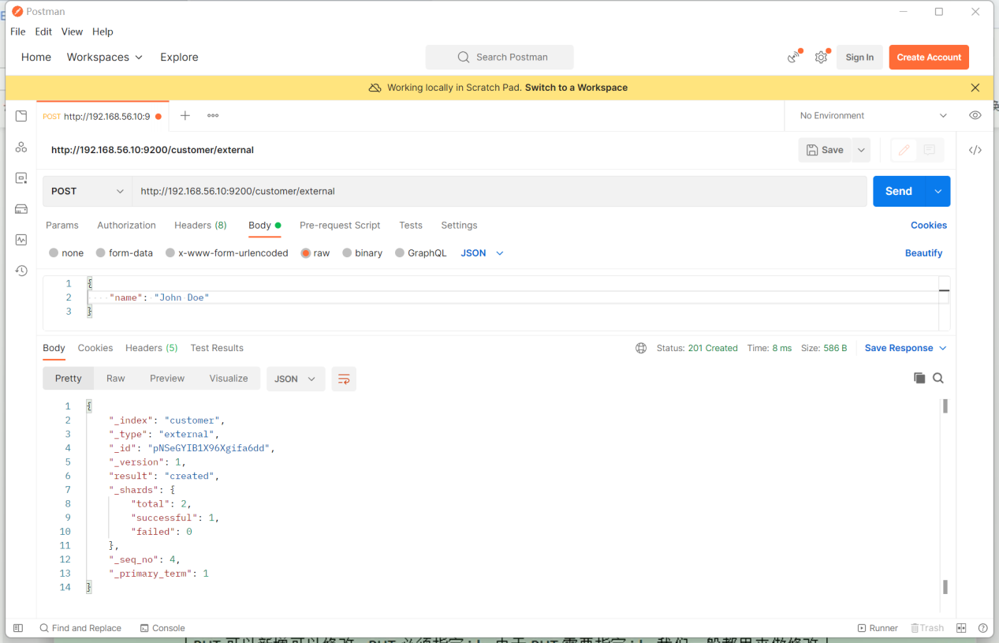 Postman
File Edit View Help
Home Workspaces Explore Search Postman Sign In Create Account
Working locally in Scratch Pad. Switch to a Workspace
POST http://192.168.56.10:9 No Environment
http://192.168.56.10:9200/customer/external Save
POST http://192.168.56.10:9200/customer/external Send
Params Authorization Headers (8) Body Pre-request Script Tests Settings Cookies
none form-data x-www-form-urlencoded raw binary GraphQL JSON Beautify
1 {
2 "name": "John Doe"
3 }
Body Cookies Headers (5) Test Results Status: 201 Created Time: 8 ms Size: 586 B Save Response
Pretty Raw Preview Visualize JSON
1 {
2 "_index": "customer",
3 "_type": "external",
4 "_id": "pNSeGYIB1X96Xgifa6dd",
5 "_version": 1,
6 "result": "created",
7 "_shards": {
8 "total": 2,
9 "successful": 1,
10 "failed": 0
11 },
12 "_seq_no": 4,
13 "_primary_term": 1
14 }
Find and Replace Console Runner Trash